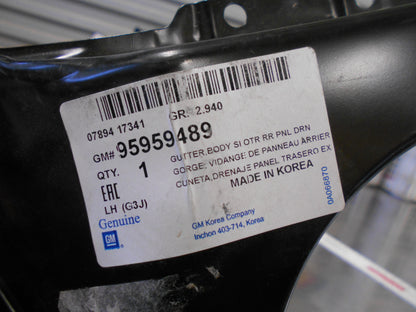 07894 17341
GR. 2.940
GM# 95959489
QTY. 1
GUTTER,BODY SI OTR RR PNL DRN
GORGE, VIDANGE DE PANNEAU ARRIER
CUNETA,DRENAJE PANEL TRASERO EX
MADE IN KOREA
EAC
LH (G3J)
Genuine
GM
GM Korea Company
Inchon 403-714, Korea
0A066870